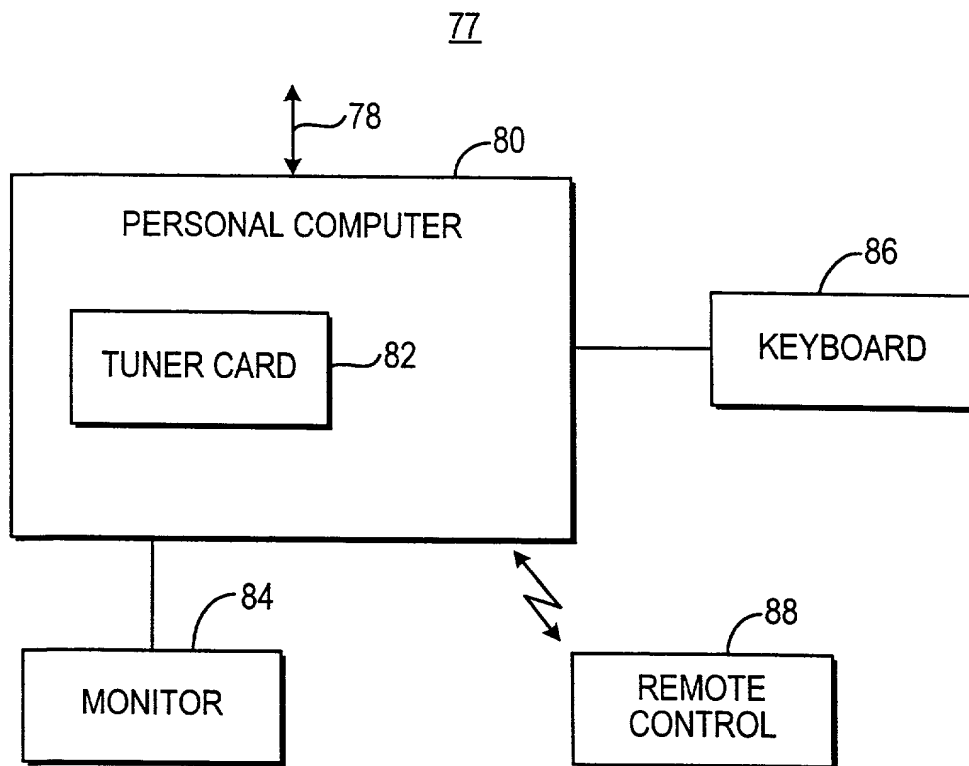 77
78
80
PERSONAL COMPUTER
86
TUNER CARD
82
KEYBOARD
84
88
MONITOR
REMOTE
CONTROL